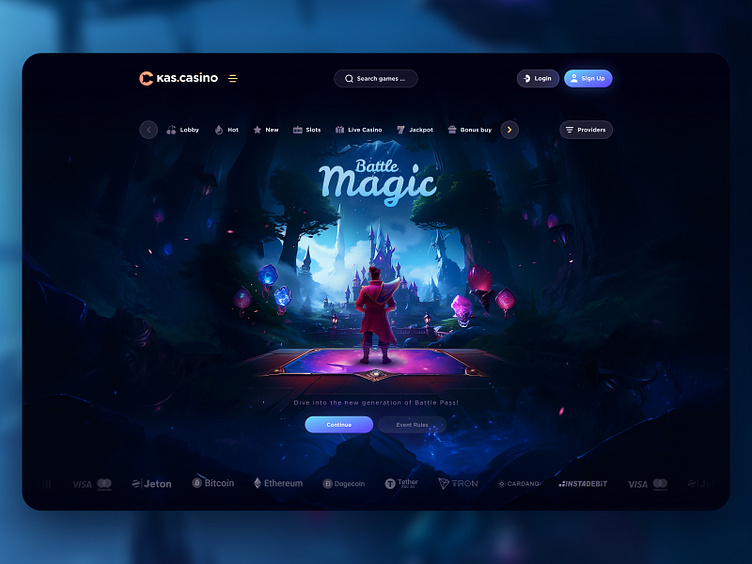 кas.casino
Search games ...
Login
Sign Up
Lobby
Hot
New
Slots
Live Casino
Jackpot
Bonus buy
Providers
Battle
Magic
Dive into the new generation of Battle Pass!
Continue
Event Rules
VISA
Jeton
Bitcoin
Ethereum
Dogecoin
Tether
TRON
CARDANO
INSTADEBIT
VISA